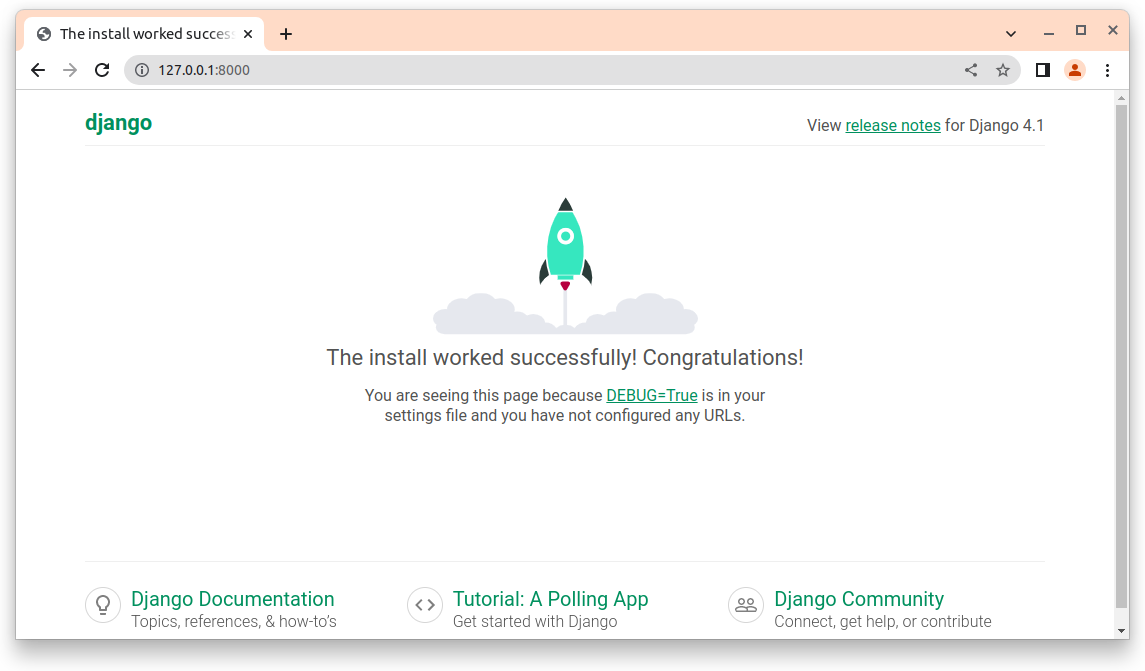 The install worked succes
127.0.0.1:8000
django
View release notes for Django 4.1
The install worked successfully! Congratulations!
You are seeing this page because DEBUG=True is in your
settings file and you have not configured any URLs.
Django Documentation
Topics, references, & how-to’s
Tutorial: A Polling App
Get started with Django
Django Community
Connect, get help, or contribute